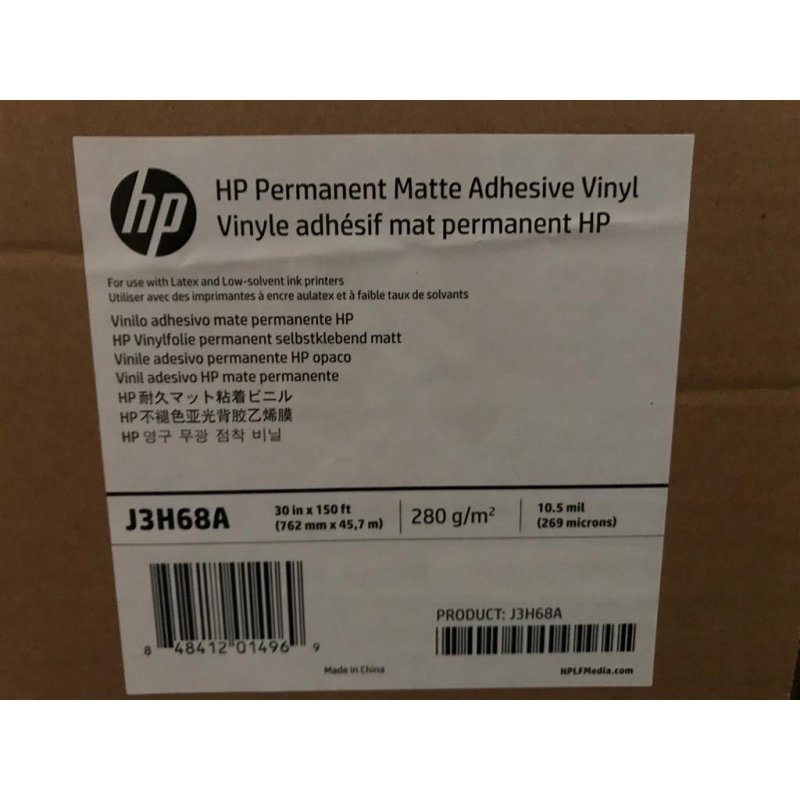 hp
HP Permanent Matte Adhesive Vinyl
Vinyle adhésif mat permanent HP
For use with Latex and Low-solvent ink printers
Utiliser avec des imprimantes à encre aulatex et à faible taux de solvants
Vinilo adhesivo mate permanente HP
HP Vinylfolie permanent selbstklebend matt
Vinile adesivo permanente HP opaco
Vinil adesivo HP mate permanente
HP 耐久マット粘着ビニル
HP 不褪色亚光背胶乙烯膜
HP 영구 무광 점착 비닐
J3H68A
30 in x 150 ft
(762 mm x 45,7 m)
280 g/m²
10.5 mil
(269 microns)
PRODUCT: J3H68A
8 48412 01496 9
Made in China
HPLFMedia.com